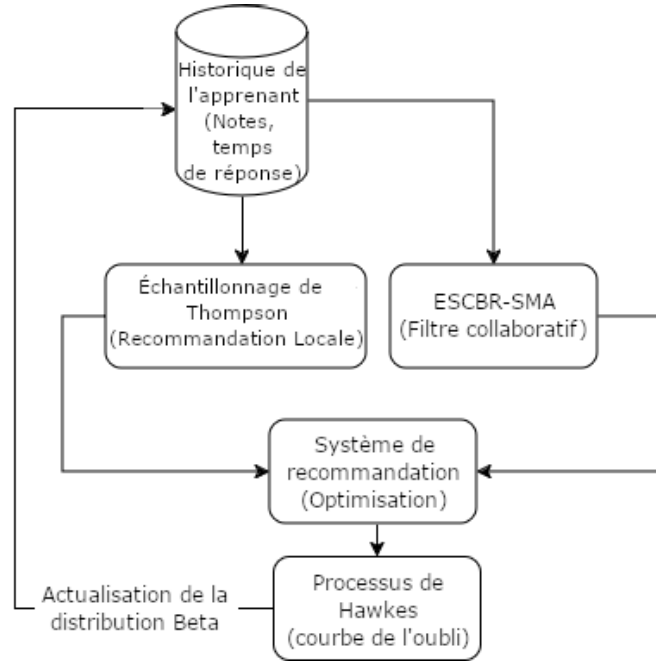 Historique de
l'apprenant
(Notes,
temps
de réponse)
Échantillonnage de
Thompson
(Recommandation Locale)
ESCBR-SMA
(Filtre collaboratif)
Système de
recommandation
(Optimisation)
Processus de
Hawkes
(courbe de l'oubli)
Actualisation de la
distribution Beta